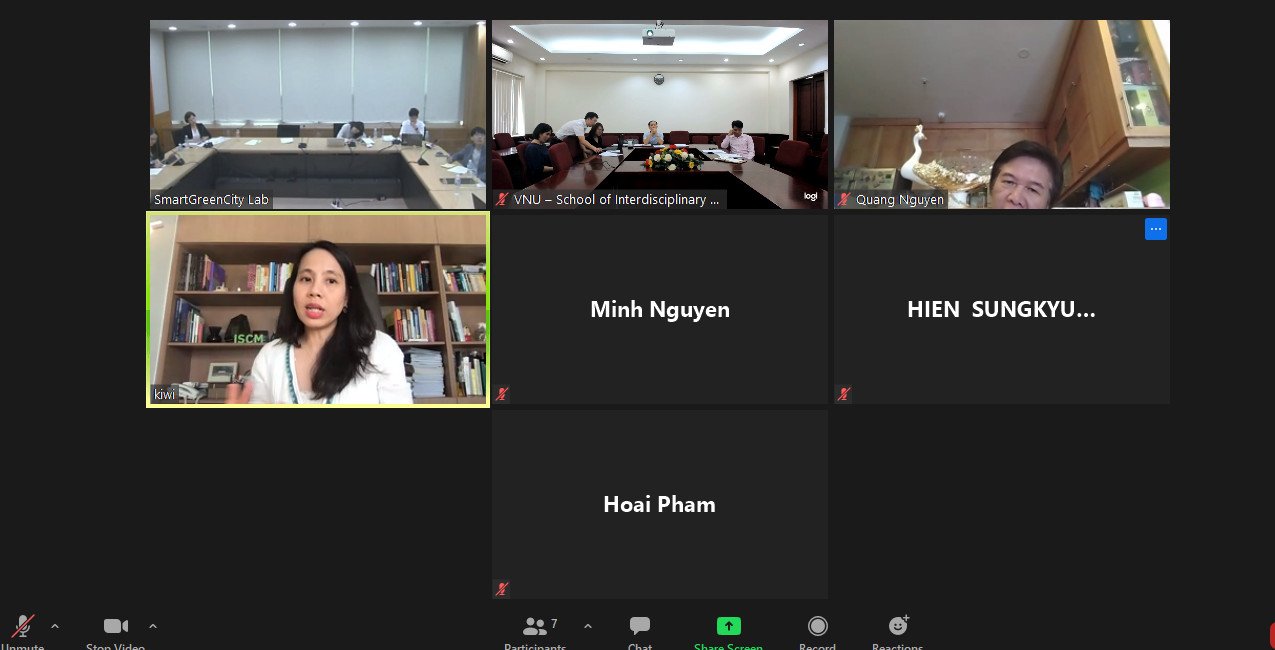 SmartGreenCity Lab
VNU – School of Interdisciplinary ...
logi
Quang Nguyen
ISCM
kiwi
Minh Nguyen
HIEN SUNGKYU...
Hoai Pham
7
Unmute
Stop Video
Participants
Chat
Share Screen
Record
Reactions